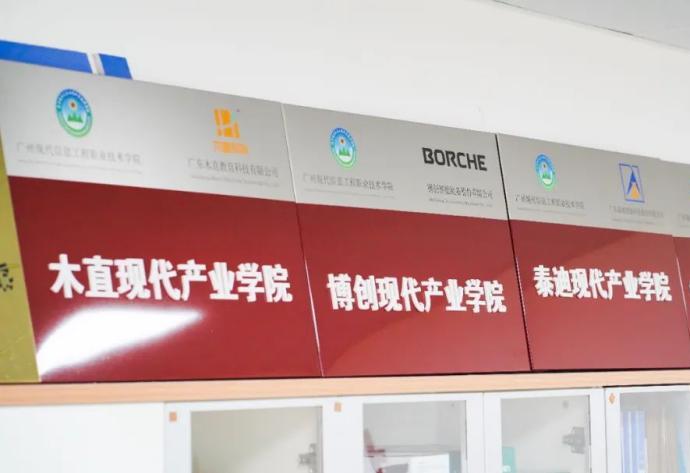 广州现代信息工程职业技术学院
广东木直教育科技有限公司
木直现代产业学院
广州现代信息工程职业技术学院
BORCHE
博创现代产业学院
广州现代信息工程职业技术学院
泰迪现代产业学院